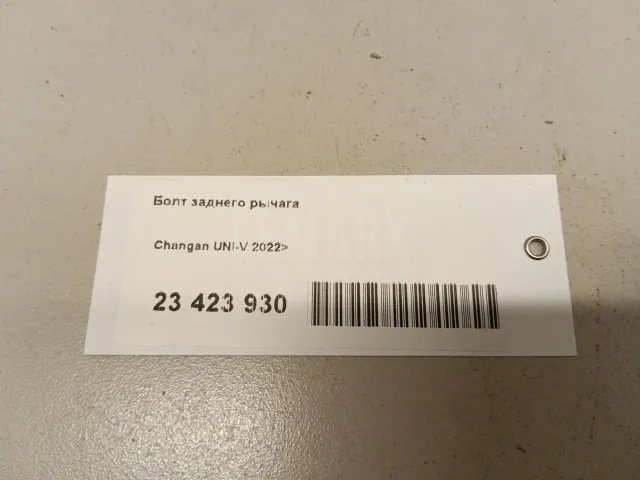 Болт заднего рычага
Changan UNI-V 2022>
23 423 930